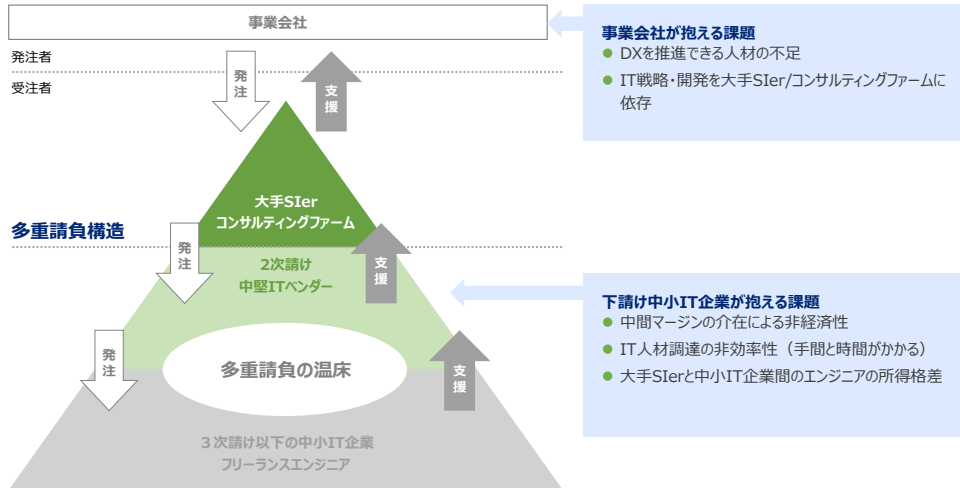 事業会社
発注者
受注者
発注
支援
大手SIer
コンサルティングファーム
多重請負構造
発注
支援
2次請け
中堅ITベンダー
発注
支援
多重請負の温床
３次請け以下の中小IT企業
フリーランスエンジニア
事業会社が抱える課題
● DXを推進できる人材の不足
● IT戦略・開発を大手SIer/コンサルティングファームに
依存
下請け中小IT企業が抱える課題
● 中間マージンの介在による非経済性
● IT人材調達の非効率性（手間と時間がかかる）
● 大手SIerと中小IT企業間のエンジニアの所得格差